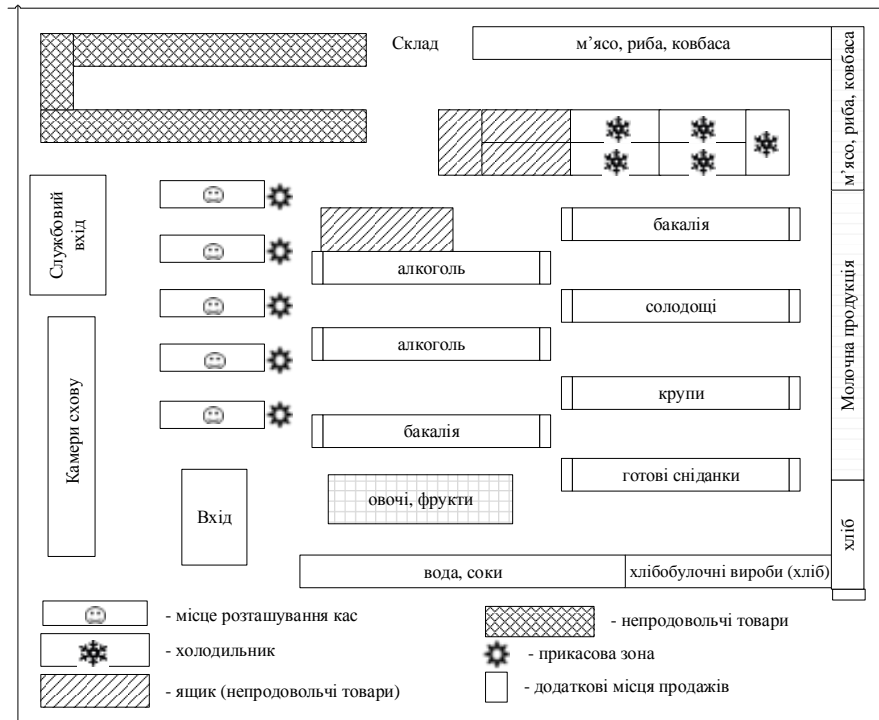 Склад
м’ясо, риба, ковбаса
м’ясо, риба, ковбаса
Службовий
вхід
бакалія
алкоголь
солодощі
Молочна продукція
алкоголь
Камери схову
крупи
бакалія
готові сніданки
овочі, фрукти
Вхід
хліб
вода, соки
хлібобулочні вироби (хліб)
- місце розташування кас
- непродовольчі товари
- холодильник
- прикасова зона
- ящик (непродовольчі товари)
- додаткові місця продажів